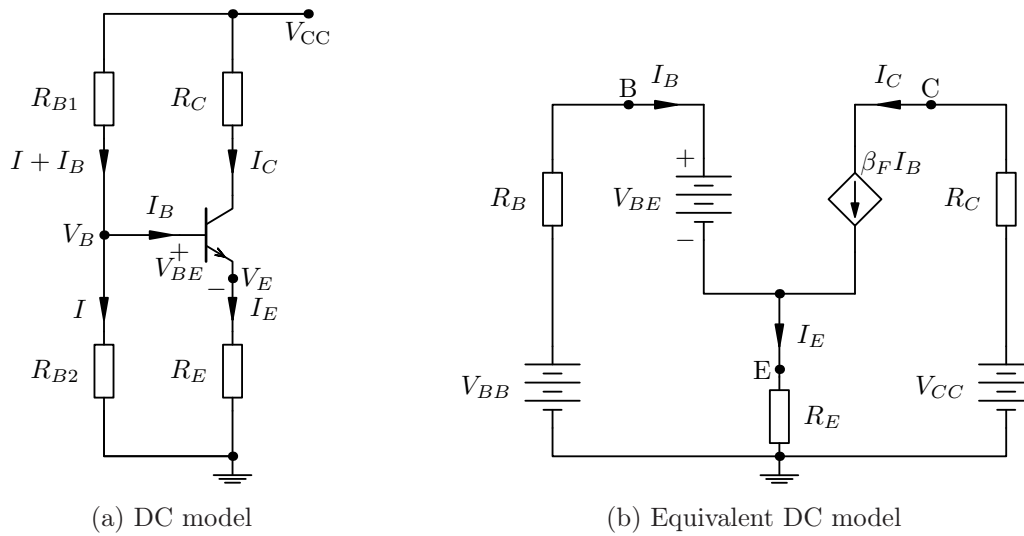 V_CC
R_B1
R_C
I + I_B
I_C
I_B
V_B
+
V_BE
−
V_E
I
I_E
R_B2
R_E
(a) DC model
B
I_B
I_C
C
+
β_F I_B
R_B
V_BE
R_C
−
I_E
E
V_BB
V_CC
R_E
(b) Equivalent DC model